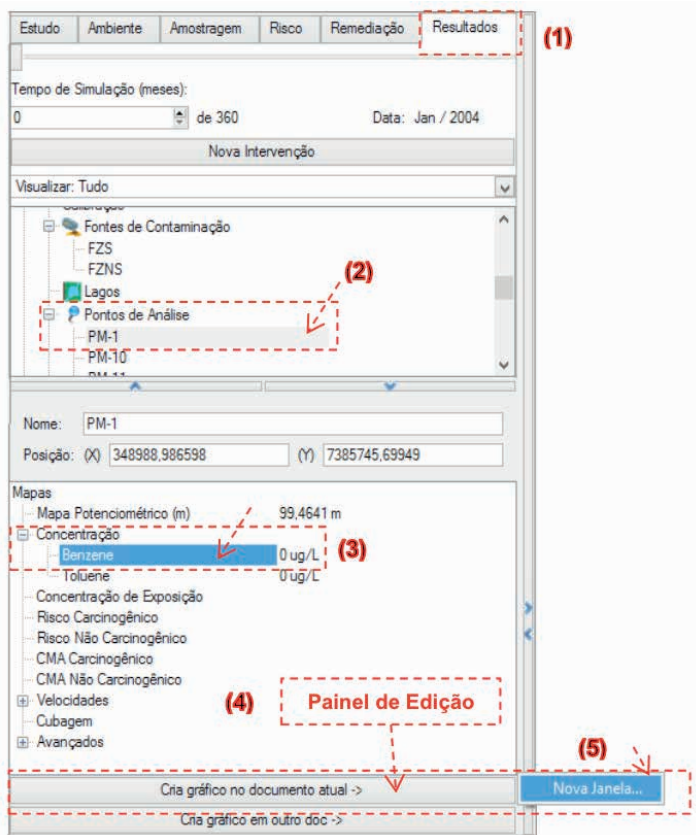 Estudo Ambiente Amostragem Risco Remediação Resultados
(1)
Tempo de Simulação (meses):
0 de 360 Data: Jan / 2004
Nova Intervenção
Visualizar: Tudo
Calibração
Fontes de Contaminação
FZS
FZNS
(2)
Lagos
Pontos de Análise
PM-1
PM-10
PM-11
Nome: PM-1
Posição: (X) 348988,986598 (Y) 7385745,69949
Mapas
Mapa Potenciométrico (m) 99,4641 m
Concentração
Benzene 0 ug/L (3)
Toluene 0 ug/L
Concentração de Exposição
Risco Carcinogênico
Risco Não Carcinogênico
CMA Carcinogênico
CMA Não Carcinogênico
Velocidades (4) Painel de Edição
Cubagem
Avançados
(5)
Cria gráfico no documento atual -> Nova Janela...
Cria gráfico em outro doc ->